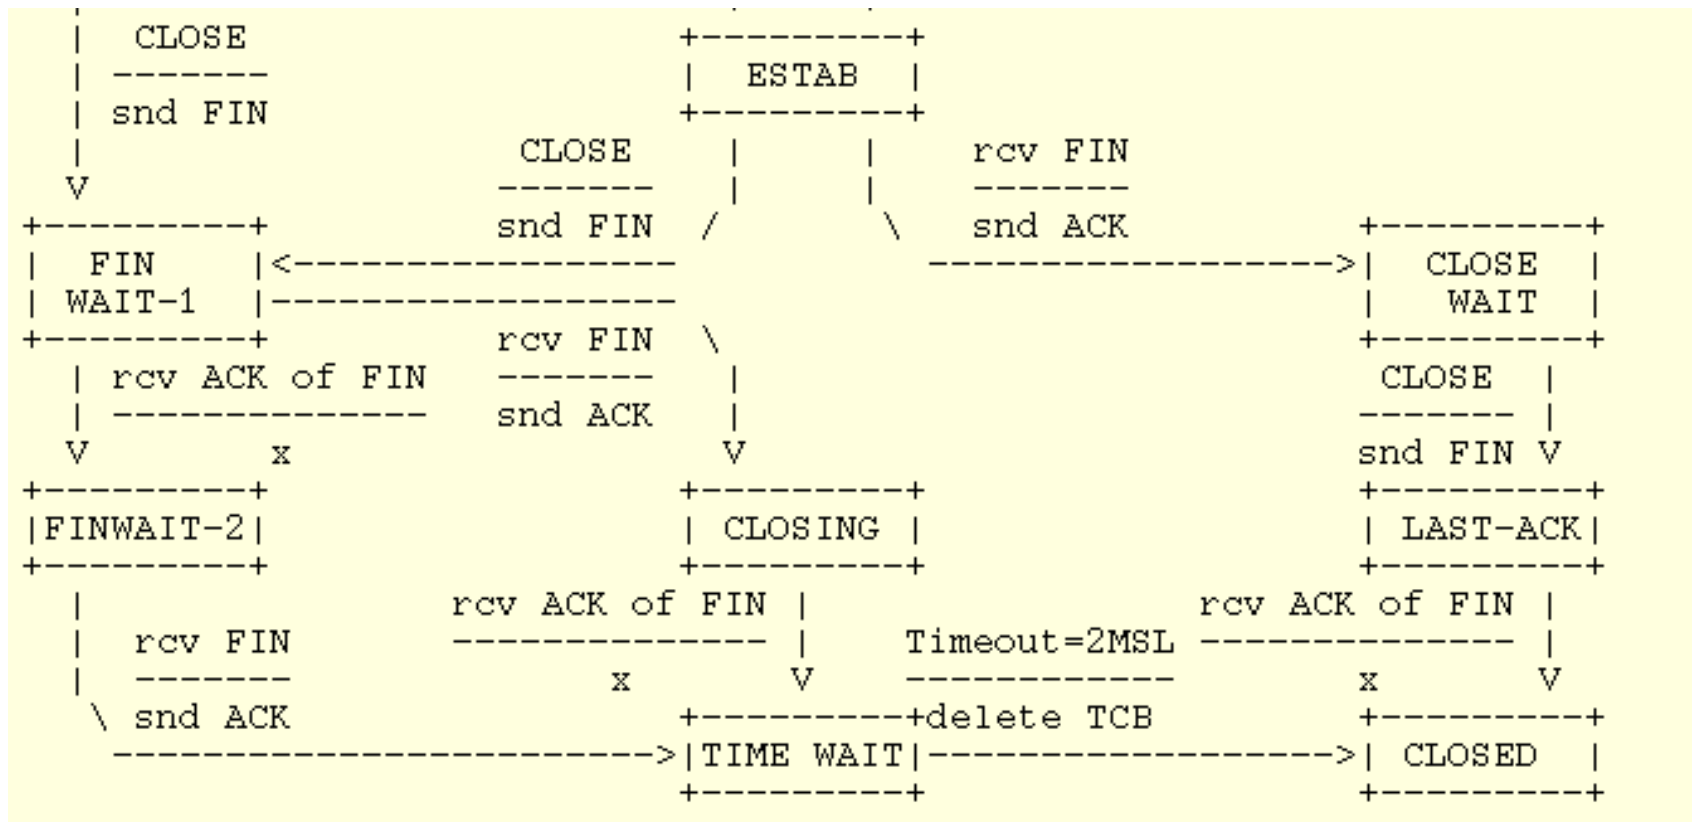 |  CLOSE                            +---------+
  | -------                           |  ESTAB  |
  | snd FIN                           +---------+
  |                    CLOSE    |     |    rcv FIN
  V                   -------   |     |    -------
+---------+          snd FIN  /       \   snd ACK          +---------+
|  FIN    |<-----------------           ------------------>|  CLOSE  |
| WAIT-1  |------------------                              |   WAIT  |
+---------+          rcv FIN  \                            +---------+
  | rcv ACK of FIN   -------   |                            CLOSE  |
  | --------------   snd ACK   |                           ------- |
  V        x                   V                           snd FIN V
+---------+                  +---------+                   +---------+
|FINWAIT-2|                  | CLOSING |                   | LAST-ACK|
+---------+                  +---------+                   +---------+
  |                rcv ACK of FIN |                 rcv ACK of FIN |
  |  rcv FIN       -------------- |    Timeout=2MSL -------------- |
  |  -------              x       V    ------------        x       V
   \ snd ACK                 +---------+delete TCB         +---------+
    ------------------------>|TIME WAIT|------------------>| CLOSED  |
                             +---------+                   +---------+